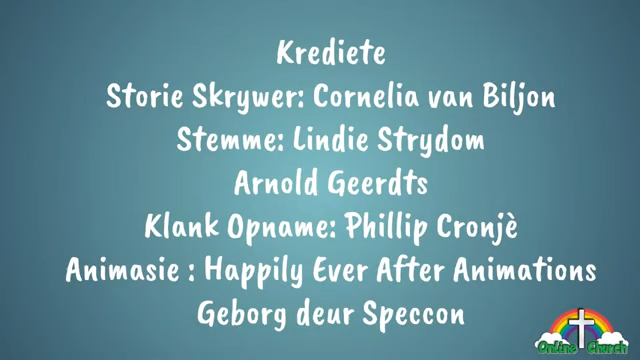 Krediete
Storie Skrywer: Cornelia van Biljon
Stemme: Lindie Strydom
Arnold Geerdts
Klank Opname: Phillip Cronjè
Animasie : Happily Ever After Animations
Geborg deur Speccon
Online Church